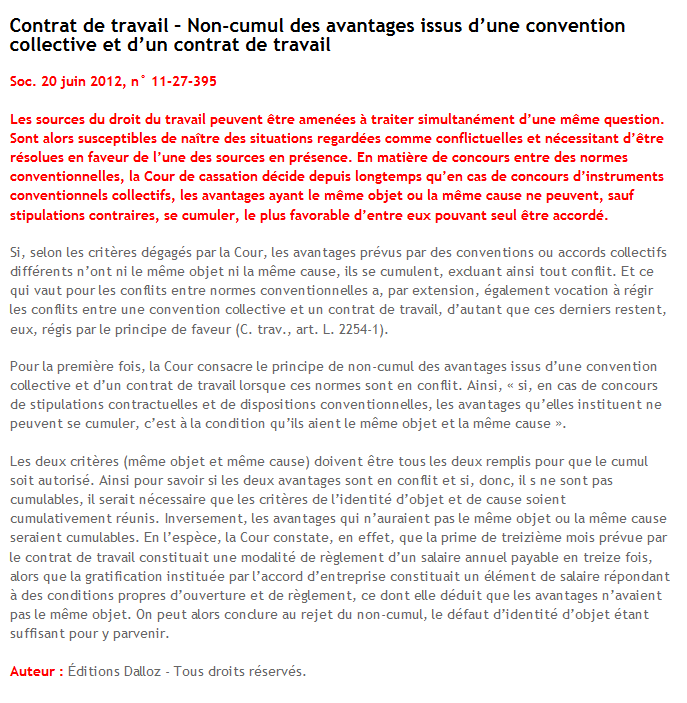 Contrat de travail – Non-cumul des avantages issus d’une convention
collective et d’un contrat de travail
Soc. 20 juin 2012, n° 11-27-395
Les sources du droit du travail peuvent être amenées à traiter simultanément d’une même question.
Sont alors susceptibles de naître des situations regardées comme conflictuelles et nécessitant d’être
résolues en faveur de l’une des sources en présence. En matière de concours entre des normes
conventionnelles, la Cour de cassation décide depuis longtemps qu’en cas de concours d’instruments
conventionnels collectifs, les avantages ayant le même objet ou la même cause ne peuvent, sauf
stipulations contraires, se cumuler, le plus favorable d’entre eux pouvant seul être accordé.
Si, selon les critères dégagés par la Cour, les avantages prévus par des conventions ou accords collectifs
différents n’ont ni le même objet ni la même cause, ils se cumulent, excluant ainsi tout conflit. Et ce
qui vaut pour les conflits entre normes conventionnelles a, par extension, également vocation à régir
les conflits entre une convention collective et un contrat de travail, d’autant que ces derniers restent,
eux, régis par le principe de faveur (C. trav., art. L. 2254-1).
Pour la première fois, la Cour consacre le principe de non-cumul des avantages issus d’une convention
collective et d’un contrat de travail lorsque ces normes sont en conflit. Ainsi, « si, en cas de concours
de stipulations contractuelles et de dispositions conventionnelles, les avantages qu’elles instituent ne
peuvent se cumuler, c’est à la condition qu’ils aient le même objet et la même cause ».
Les deux critères (même objet et même cause) doivent être tous les deux remplis pour que le cumul
soit autorisé. Ainsi pour savoir si les deux avantages sont en conflit et si, donc, il s ne sont pas
cumulables, il serait nécessaire que les critères de l’identité d’objet et de cause soient
cumulativement réunis. Inversement, les avantages qui n’auraient pas le même objet ou la même cause
seraient cumulables. En l’espèce, la Cour constate, en effet, que la prime de treizième mois prévue par
le contrat de travail constituait une modalité de règlement d’un salaire annuel payable en treize fois,
alors que la gratification instituée par l’accord d’entreprise constituait un élément de salaire répondant
à des conditions propres d’ouverture et de règlement, ce dont elle déduit que les avantages n’avaient
pas le même objet. On peut alors conclure au rejet du non-cumul, le défaut d’identité d’objet étant
suffisant pour y parvenir.
Auteur : Éditions Dalloz - Tous droits réservés.